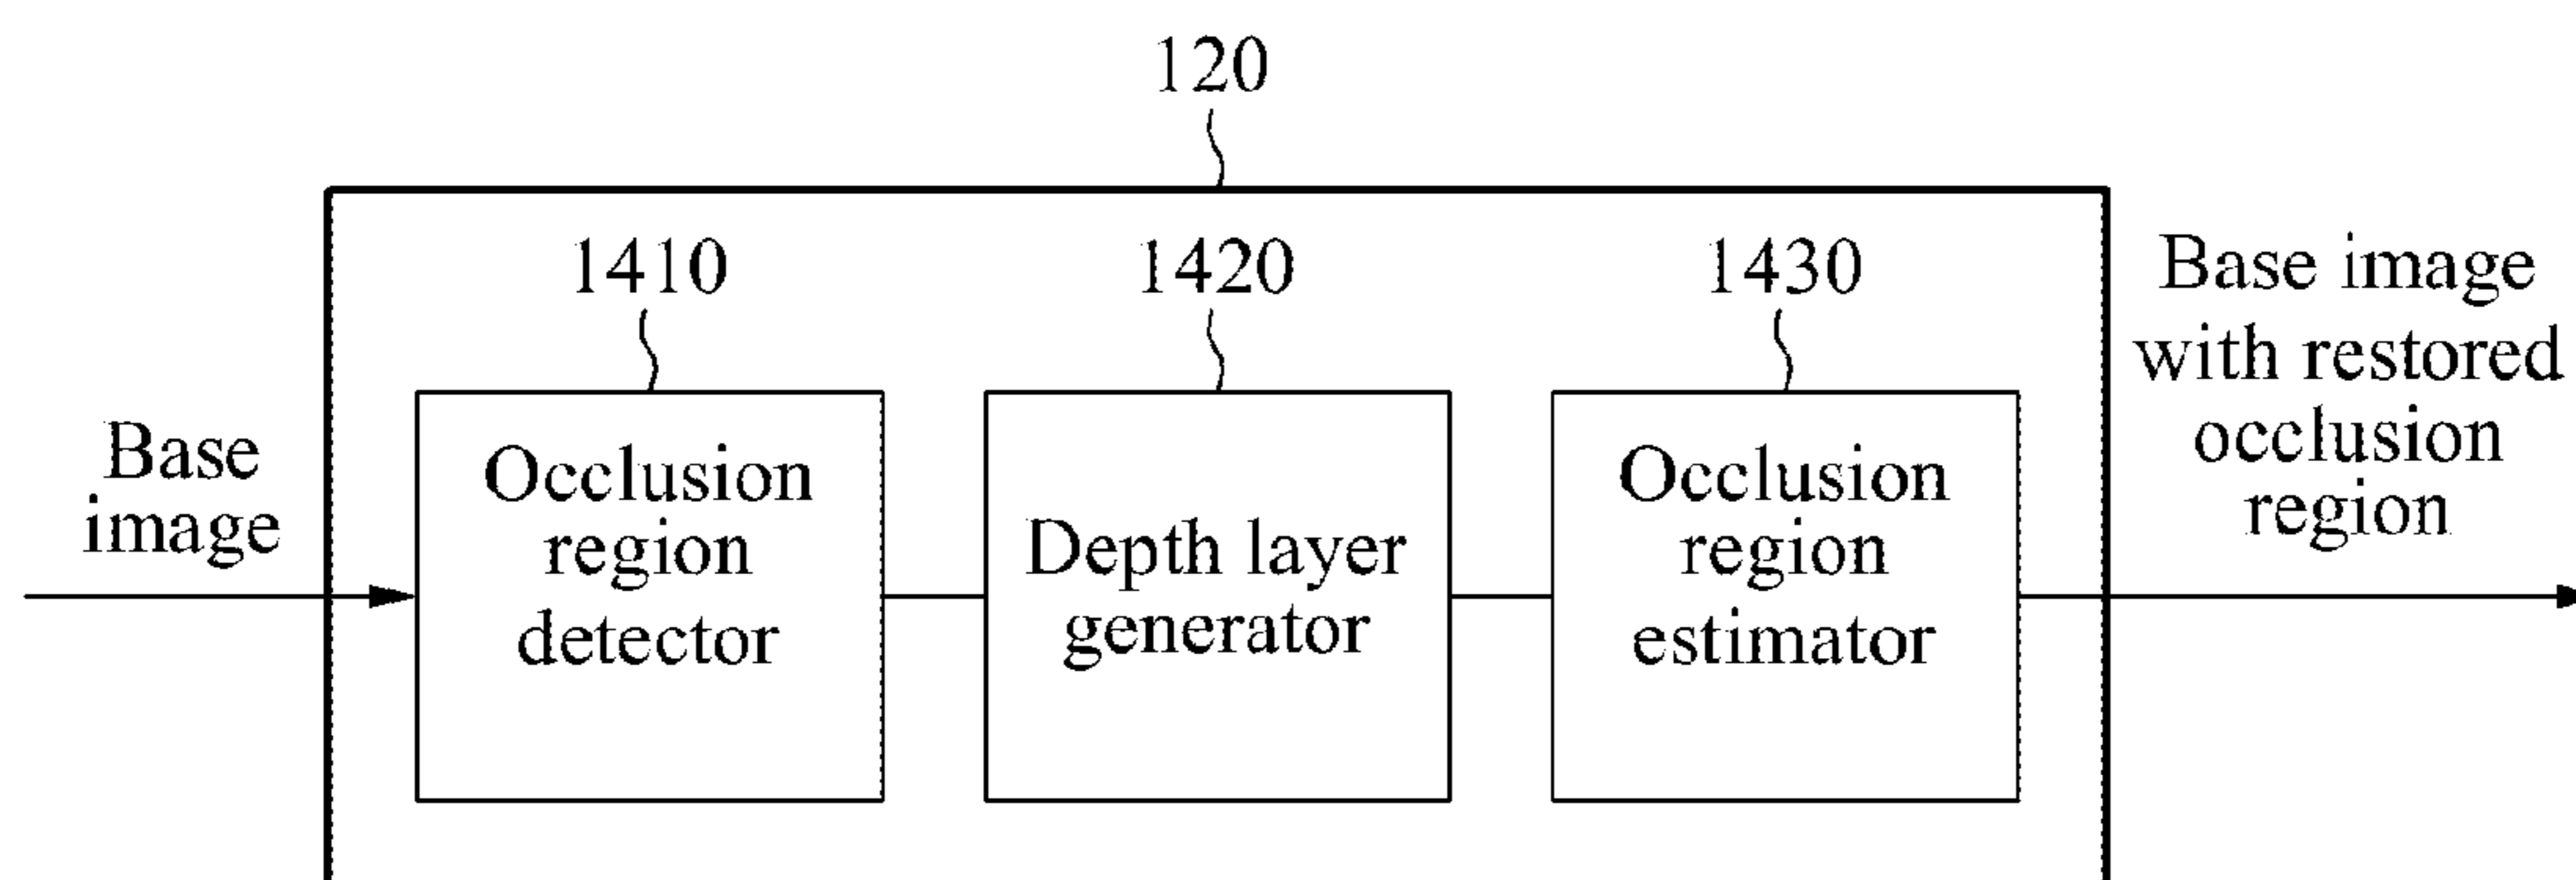 120
1410
1420
1430
Base
image
Occlusion
region
detector
Depth layer
generator
Occlusion
region
estimator
Base image
with restored
occlusion
region